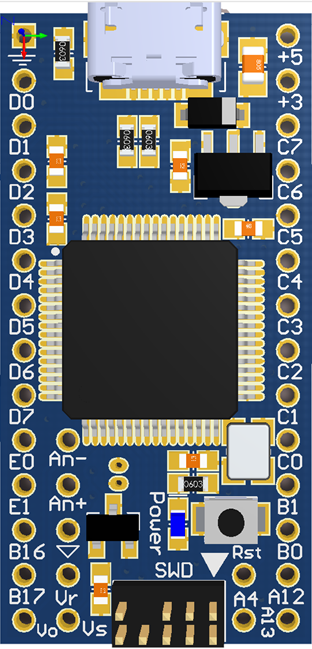 0603
+5
D0
+3
D1
C7
0603
0603
D2
C6
D3
C5
D4
C4
D5
C3
D6
C2
D7
C1
E0
An-
C0
0603
E1
An+
Power
B1
B16
Rst
B0
SWD
B17
Vr
A4
A12
Vo
Vs
A13